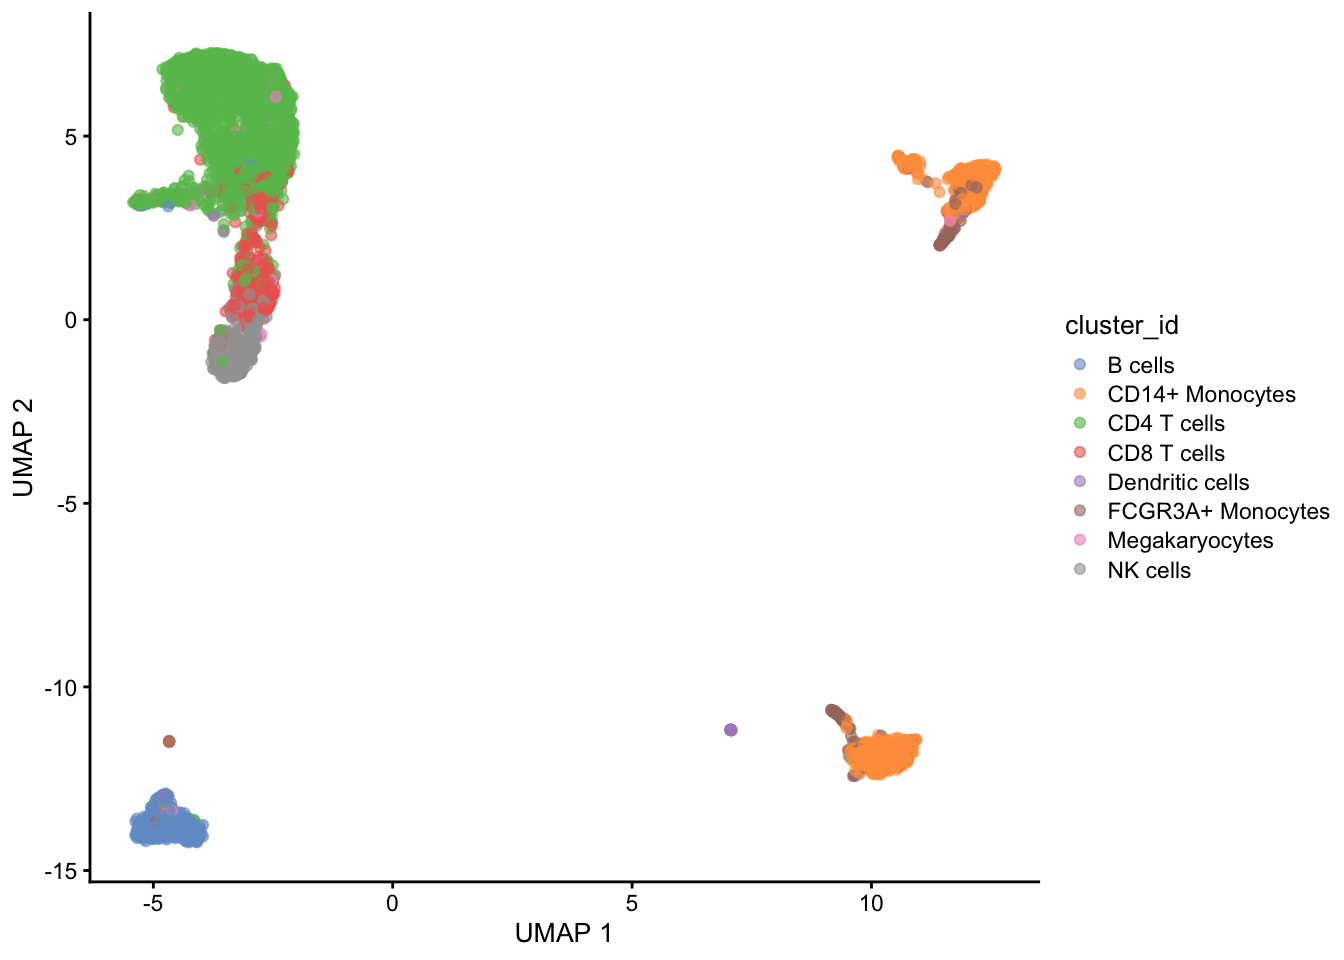 5
0
-5
-10
-15
UMAP 2
-5 0 5 10
UMAP 1
cluster_id
B cells
CD14+ Monocytes
CD4 T cells
CD8 T cells
Dendritic cells
FCGR3A+ Monocytes
Megakaryocytes
NK cells